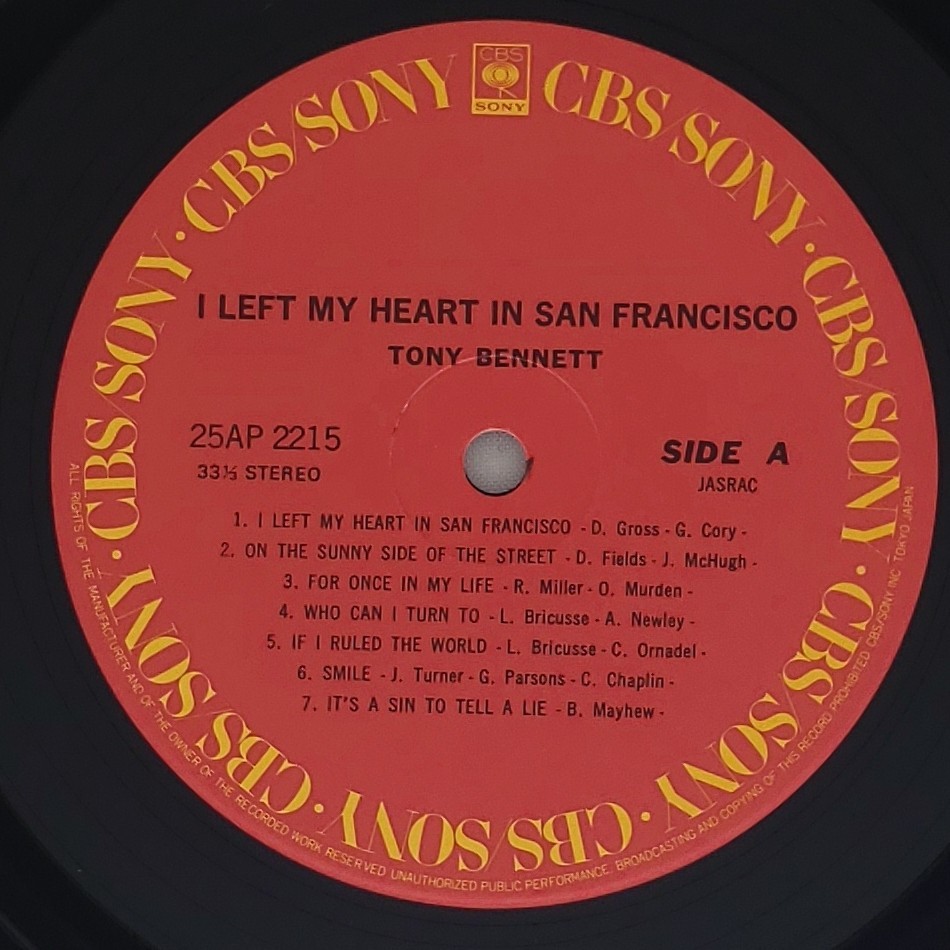 CBS
SONY
CBS/SONY · CBS/SONY · CBS/SONY · CBS/SONY · CBS/SONY · CBS/SONY · CBS/SONY · CBS/SONY
I LEFT MY HEART IN SAN FRANCISCO
TONY BENNETT
25AP 2215
SIDE A
33⅓ STEREO
JASRAC
1. I LEFT MY HEART IN SAN FRANCISCO - D. Gross - G. Cory -
2. ON THE SUNNY SIDE OF THE STREET - D. Fields - J. McHugh -
3. FOR ONCE IN MY LIFE - R. Miller - O. Murden -
4. WHO CAN I TURN TO - L. Bricusse - A. Newley -
5. IF I RULED THE WORLD - L. Bricusse - C. Ornadel -
6. SMILE - J. Turner - G. Parsons - C. Chaplin -
7. IT'S A SIN TO TELL A LIE - B. Mayhew -
ALL RIGHTS OF THE MANUFACTURER AND OF THE OWNER OF THE RECORDED WORK RESERVED UNAUTHORIZED PUBLIC PERFORMANCE, BROADCASTING AND COPYING OF THIS RECORD PROHIBITED CBS/SONY INC. TOKYO JAPAN